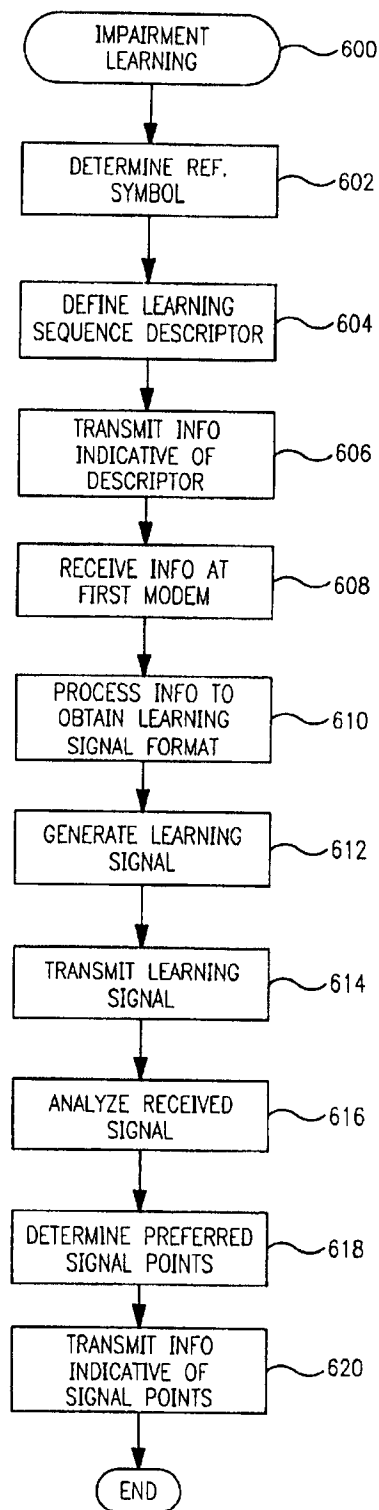 IMPAIRMENT
LEARNING
600
DETERMINE REF.
SYMBOL
602
DEFINE LEARNING
SEQUENCE DESCRIPTOR
604
TRANSMIT INFO
INDICATIVE OF
DESCRIPTOR
606
RECEIVE INFO AT
FIRST MODEM
608
PROCESS INFO TO
OBTAIN LEARNING
SIGNAL FORMAT
610
GENERATE LEARNING
SIGNAL
612
TRANSMIT LEARNING
SIGNAL
614
ANALYZE RECEIVED
SIGNAL
616
DETERMINE PREFERRED
SIGNAL POINTS
618
TRANSMIT INFO
INDICATIVE OF
SIGNAL POINTS
620
END